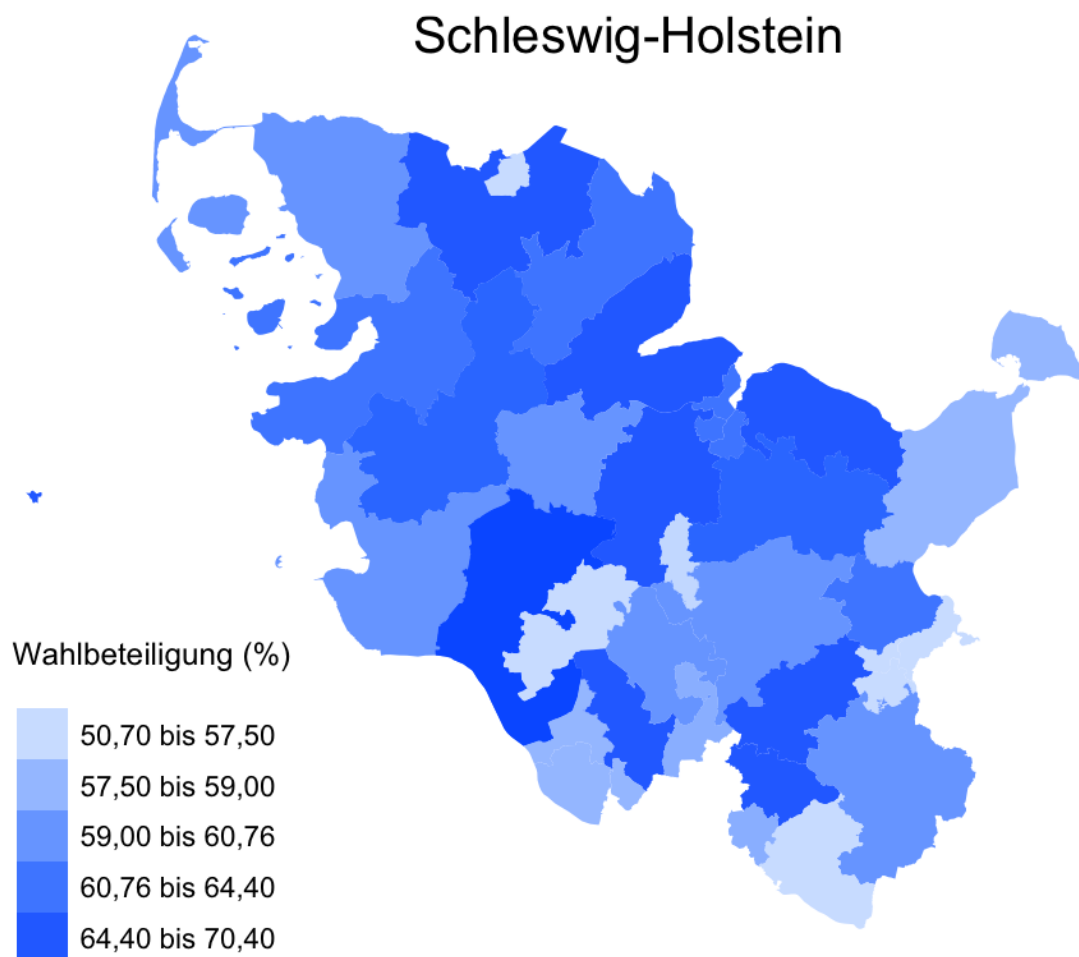 Schleswig-Holstein
Wahlbeteiligung (%)
50,70 bis 57,50
57,50 bis 59,00
59,00 bis 60,76
60,76 bis 64,40
64,40 bis 70,40